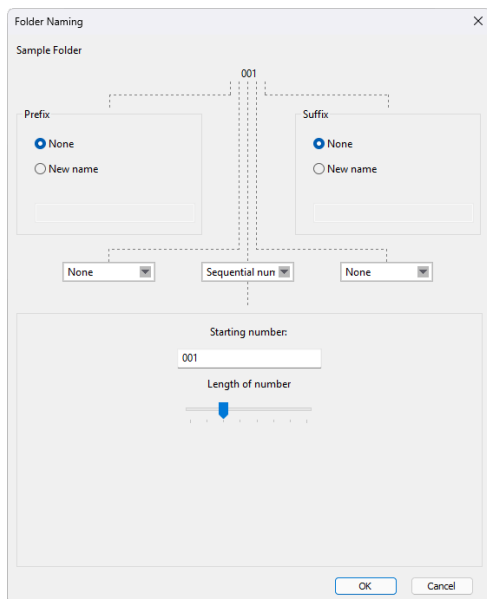 Folder Naming
Sample Folder
001
Prefix
None
New name
Suffix
None
New name
None
Sequential nun
None
Starting number:
001
Length of number
OK
Cancel